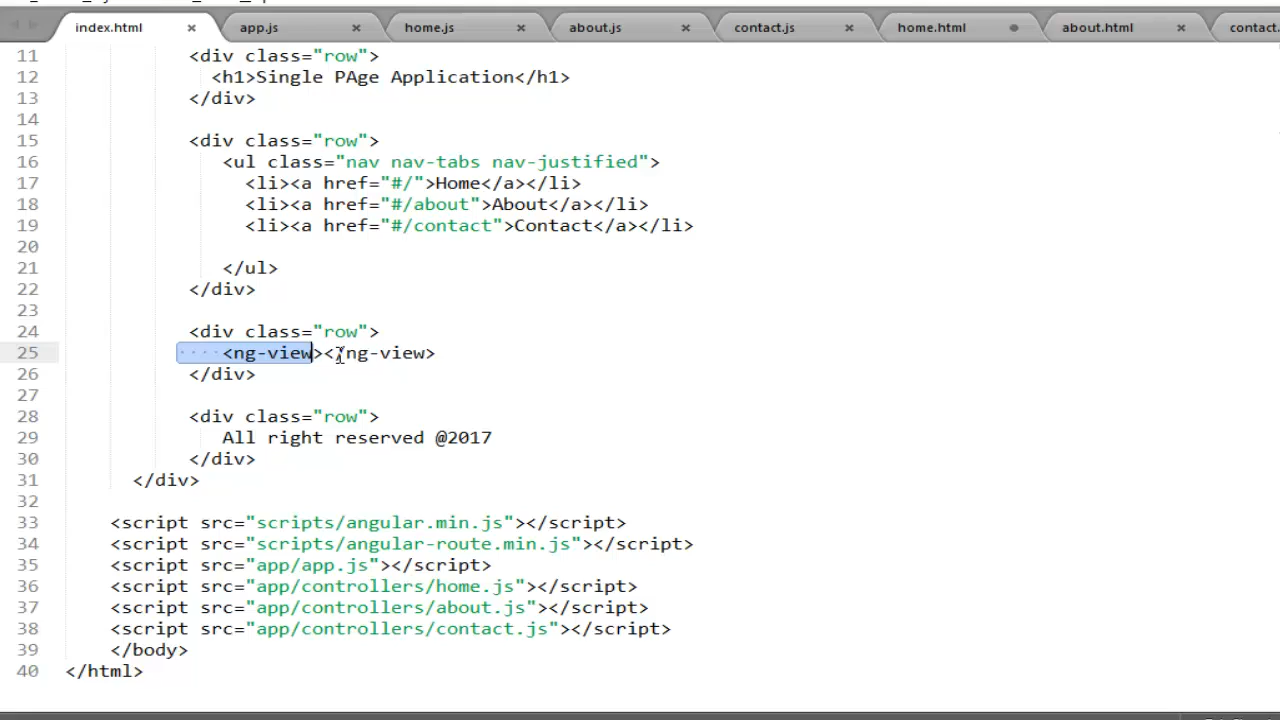 index.html × app.js × home.js × about.js × contact.js × home.html about.html × contact.
11 <div class="row">
12 <h1>Single PAge Application</h1>
13 </div>
14
15 <div class="row">
16 <ul class="nav nav-tabs nav-justified">
17 <li><a href="#/">Home</a></li>
18 <li><a href="#/about">About</a></li>
19 <li><a href="#/contact">Contact</a></li>
20
21 </ul>
22 </div>
23
24 <div class="row">
25 <ng-view></ng-view>
26 </div>
27
28 <div class="row">
29 All right reserved @2017
30 </div>
31 </div>
32
33 <script src="scripts/angular.min.js"></script>
34 <script src="scripts/angular-route.min.js"></script>
35 <script src="app/app.js"></script>
36 <script src="app/controllers/home.js"></script>
37 <script src="app/controllers/about.js"></script>
38 <script src="app/controllers/contact.js"></script>
39 </body>
40 </html>